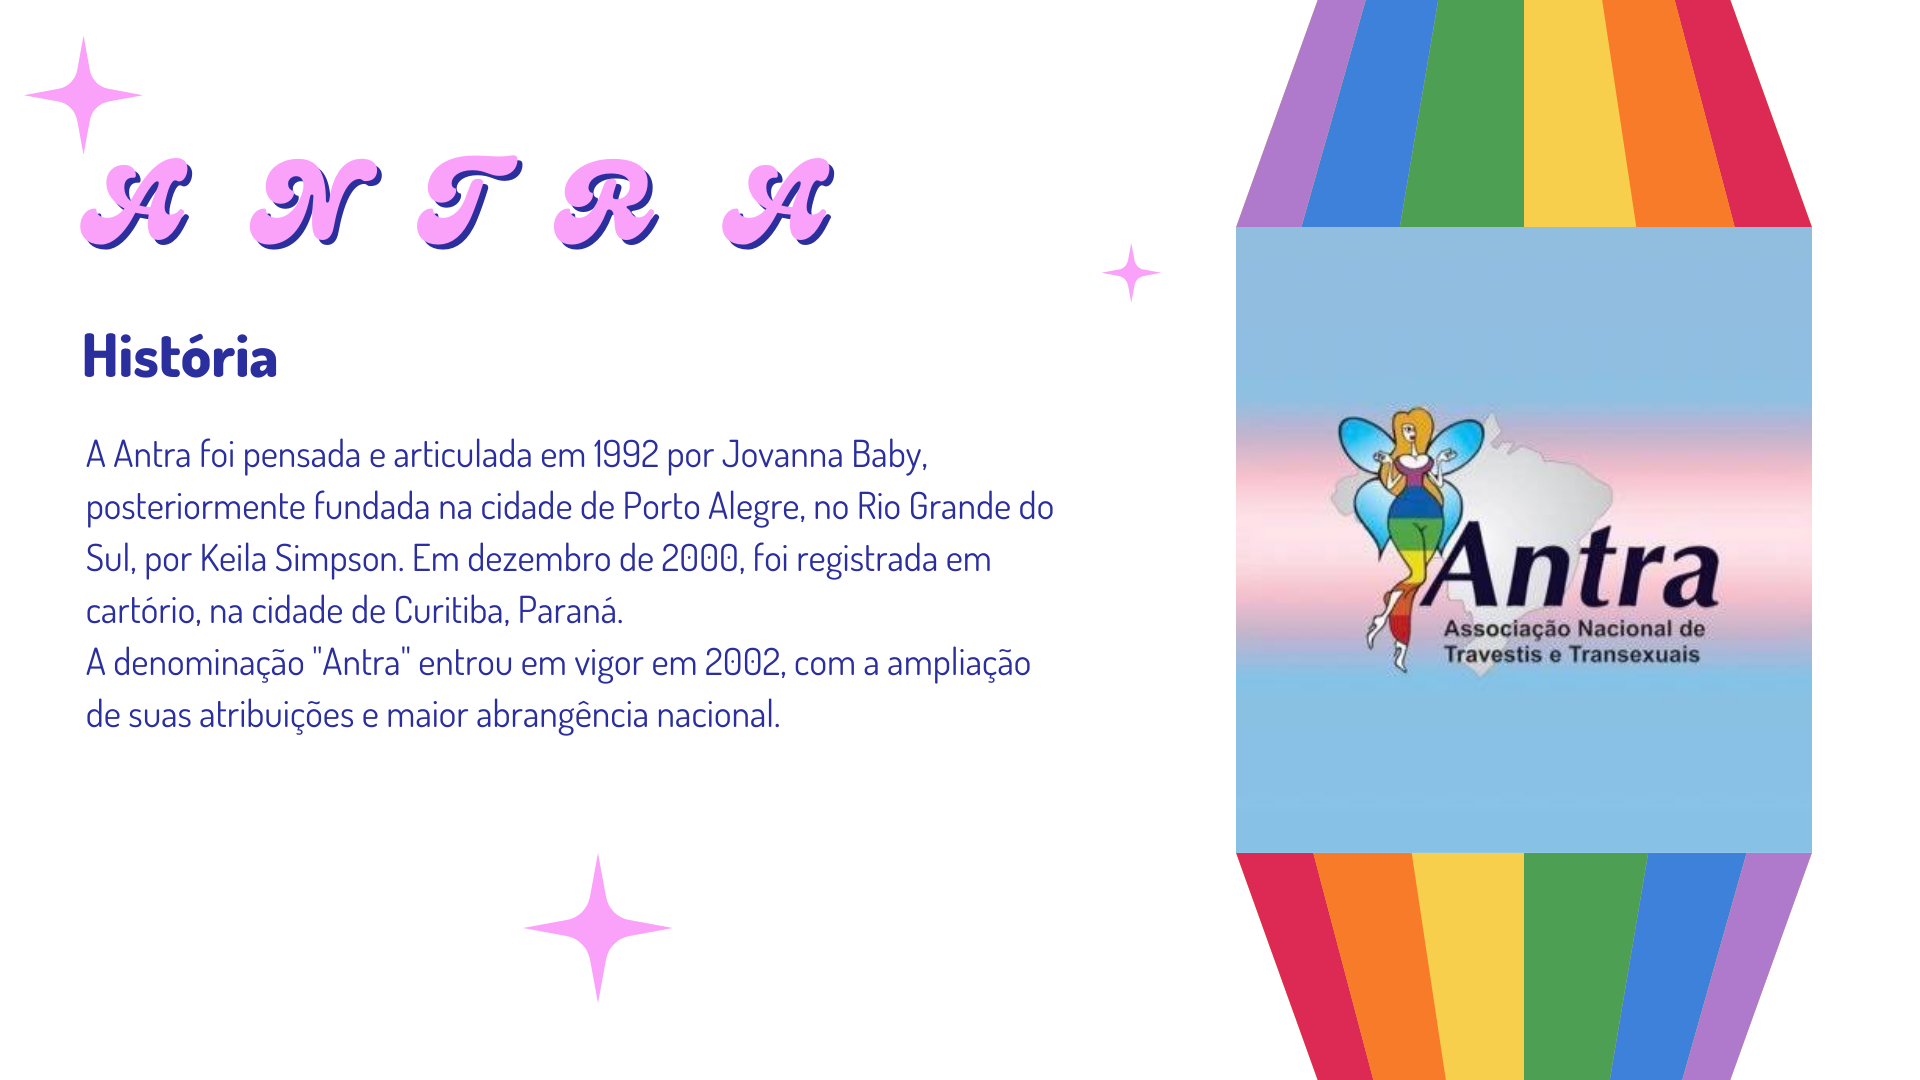 A N T R A
História
A Antra foi pensada e articulada em 1992 por Jovanna Baby,
posteriormente fundada na cidade de Porto Alegre, no Rio Grande do
Sul, por Keila Simpson. Em dezembro de 2000, foi registrada em
cartório, na cidade de Curitiba, Paraná.
A denominação "Antra" entrou em vigor em 2002, com a ampliação
de suas atribuições e maior abrangência nacional.
Antra
Associação Nacional de
Travestis e Transexuais